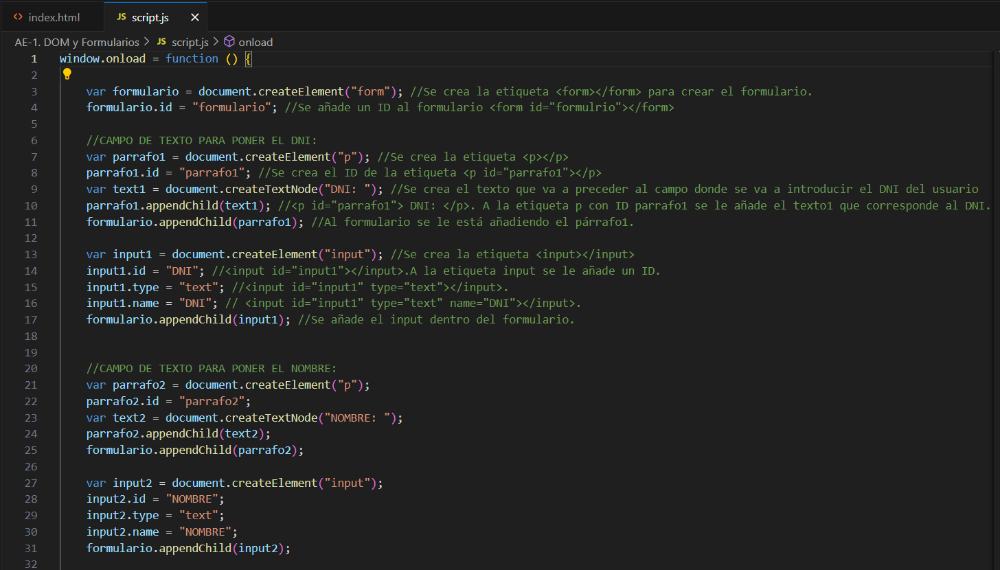 index.html JS script.js
AE-1. DOM y Formularios > JS script.js > onload
1 window.onload = function () {
2
3 var formulario = document.createElement("form"); //Se crea la etiqueta <form></form> para crear el formulario.
4 formulario.id = "formulario"; //Se añade un ID al formulario <form id="formulrio"></form>
5
6 //CAMPO DE TEXTO PARA PONER EL DNI:
7 var parrafo1 = document.createElement("p"); //Se crea la etiqueta <p></p>
8 parrafo1.id = "parrafo1"; //Se crea el ID de la etiqueta <p id="parrafo1"></p>
9 var text1 = document.createTextNode("DNI: "); //Se crea el texto que va a preceder al campo donde se va a introducir el DNI del usuario
10 parrafo1.appendChild(text1); //<p id="parrafo1"> DNI: </p>. A la etiqueta p con ID parrafo1 se le añade el texto1 que corresponde al DNI.
11 formulario.appendChild(parrafo1); //Al formulario se le está añadiendo el párrafo1.
12
13 var input1 = document.createElement("input"); //Se crea la etiqueta <input></input>
14 input1.id = "DNI"; //<input id="input1"></input>.A la etiqueta input se le añade un ID.
15 input1.type = "text"; //<input id="input1" type="text"></input>.
16 input1.name = "DNI"; // <input id="input1" type="text" name="DNI"></input>.
17 formulario.appendChild(input1); //Se añade el input dentro del formulario.
18
19
20 //CAMPO DE TEXTO PARA PONER EL NOMBRE:
21 var parrafo2 = document.createElement("p");
22 parrafo2.id = "parrafo2";
23 var text2 = document.createTextNode("NOMBRE: ");
24 parrafo2.appendChild(text2);
25 formulario.appendChild(parrafo2);
26
27 var input2 = document.createElement("input");
28 input2.id = "NOMBRE";
29 input2.type = "text";
30 input2.name = "NOMBRE";
31 formulario.appendChild(input2);
32